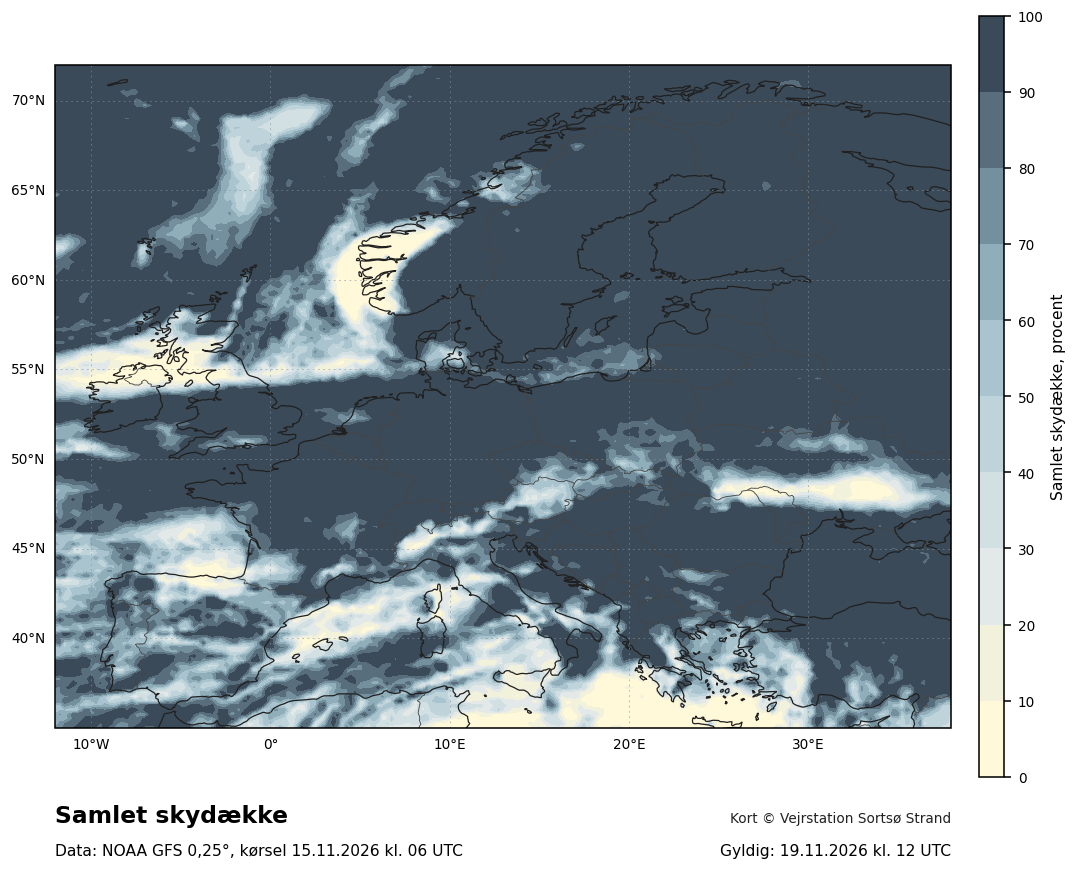 70°N
65°N
60°N
55°N
50°N
45°N
40°N
10°W
0°
10°E
20°E
30°E
100
90
80
70
60
50
40
30
20
10
0
Samlet skydække, procent
Samlet skydække
Kort © Vejrstation Sortsø Strand
Data: NOAA GFS 0,25°, kørsel 15.11.2026 kl. 06 UTC
Gyldig: 19.11.2026 kl. 12 UTC